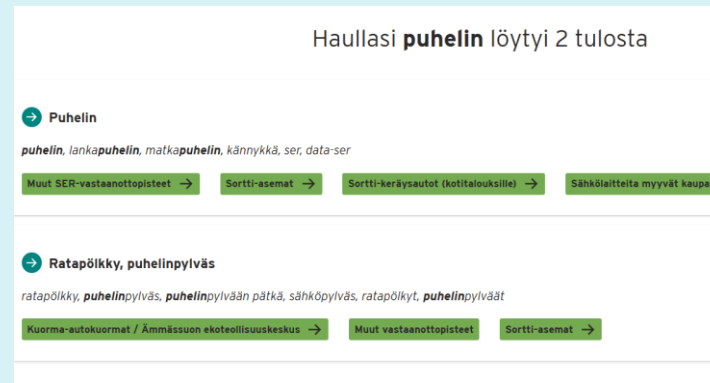 Haullasi puhelin löytyi 2 tulosta
Puhelin
puhelin, lankapuhelin, matkapuhelin, kännykkä, ser, data-ser
Muut SER-vastaanottopisteet → Sortti-asemat → Sortti-keräysautot (kotitalouksille) → Sähkölaitteita myyvät kaupa
Ratapölkky, puhelinpylväs
ratapölkky, puhelinpylväs, puhelinpylvään pätkä, sähköpylväs, ratapölkyt, puhelinpylväät
Kuorma-autokuormat / Ämmässuon ekoteollisuuskeskus → Muut vastaanottopisteet Sortti-asemat →